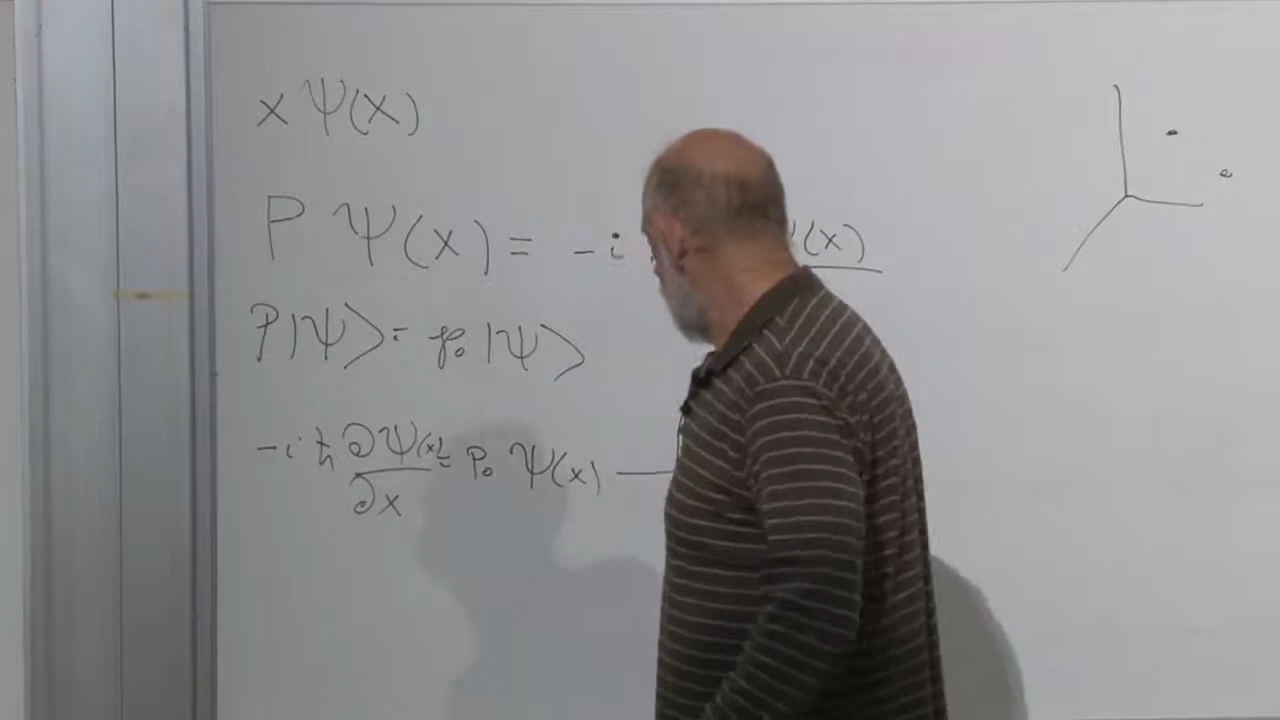 x Ψ(x)
P Ψ(x) = -i (x)
P|Ψ⟩ = p₀ |Ψ⟩
-iħ ∂Ψ(x)/∂x = P₀ Ψ(x) —